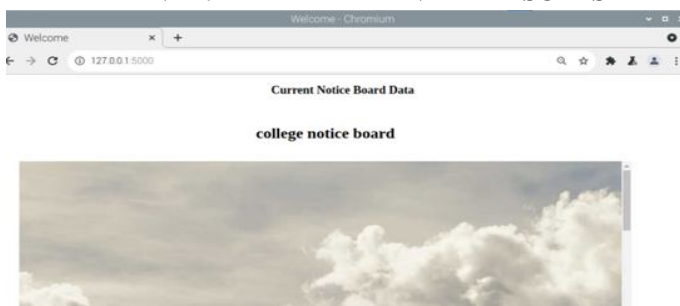 Welcome - Chromium
Welcome
127.0.0.1:5000
Current Notice Board Data
college notice board